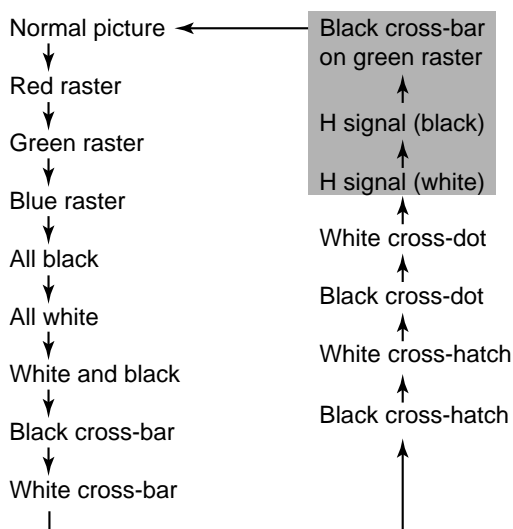 Normal picture
Red raster
Green raster
Blue raster
All black
All white
White and black
Black cross-bar
White cross-bar
Black cross-hatch
White cross-hatch
Black cross-dot
White cross-dot
H signal (white)
H signal (black)
Black cross-bar
on green raster